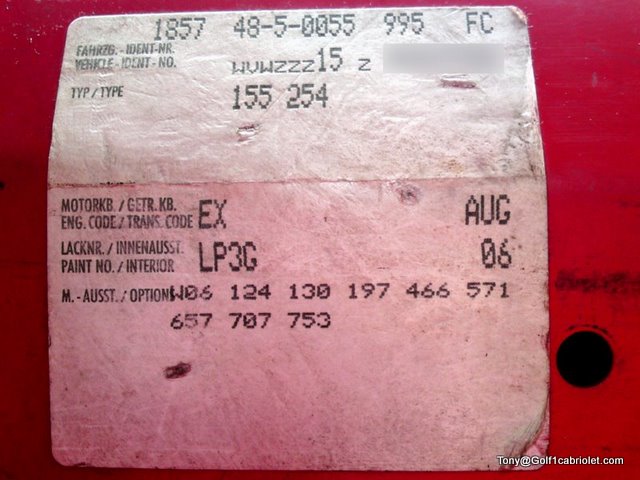 1857 48-5-0055 995 FC
FAHRZG.-IDENT-NR.
VEHICLE-IDENT-NO. WVWZZZ15 Z
TYP / TYPE 155 254
MOTORKB. / GETR. KB.
ENG. CODE / TRANS. CODE EX AUG
LACKNR. / INNENAUSST.
PAINT NO. / INTERIOR LP3G 06
M.-AUSST. / OPTION W06 124 130 197 466 571
657 707 753
Tony@Golf1cabriolet.com